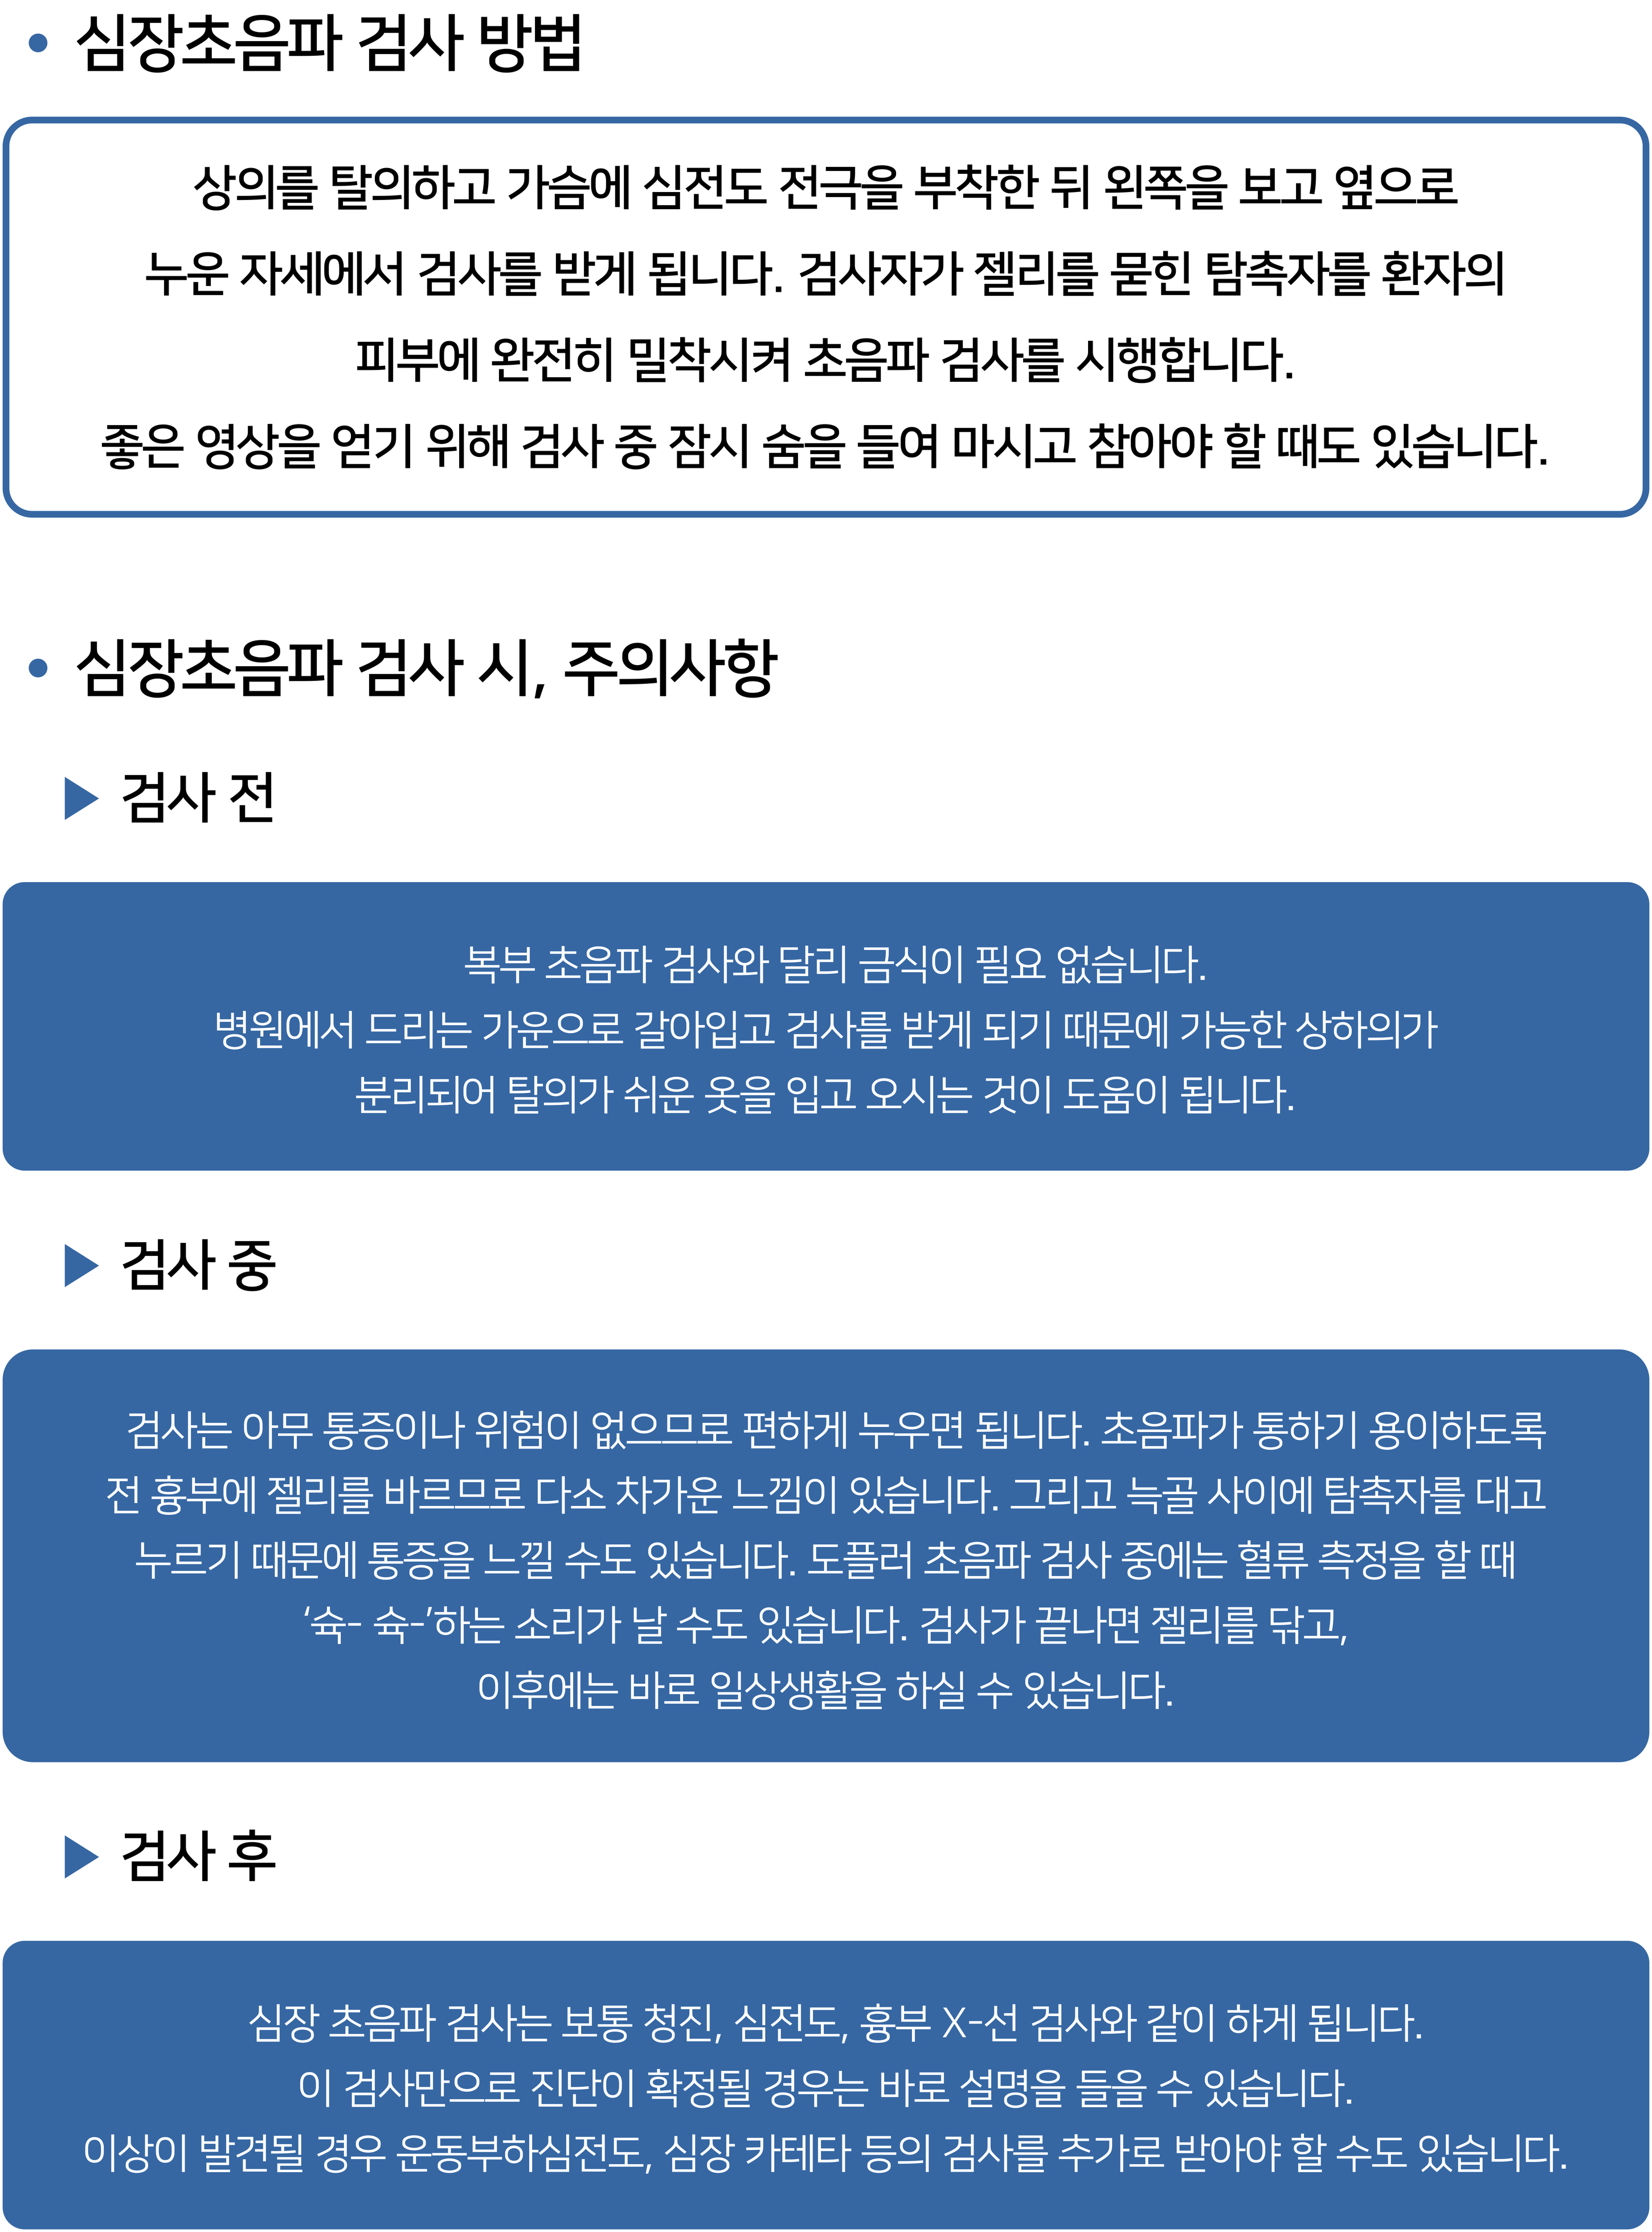 • 심장초음파 검사 방법
상의를 탈의하고 가슴에 심전도 전극을 부착한 뒤 왼쪽을 보고 옆으로
누운 자세에서 검사를 받게 됩니다. 검사자가 젤리를 묻힌 탐촉자를 환자의
피부에 완전히 밀착시켜 초음파 검사를 시행합니다.
좋은 영상을 얻기 위해 검사 중 잠시 숨을 들여 마시고 참아야 할 때도 있습니다.
• 심장초음파 검사 시, 주의사항
▶ 검사 전
복부 초음파 검사와 달리 금식이 필요 없습니다.
병원에서 드리는 가운으로 갈아입고 검사를 받게 되기 때문에 가능한 상하의가
분리되어 탈의가 쉬운 옷을 입고 오시는 것이 도움이 됩니다.
▶ 검사 중
검사는 아무 통증이나 위험이 없으므로 편하게 누우면 됩니다. 초음파가 통하기 용이하도록
전 흉부에 젤리를 바르므로 다소 차가운 느낌이 있습니다. 그리고 늑골 사이에 탐촉자를 대고
누르기 때문에 통증을 느낄 수도 있습니다. 도플러 초음파 검사 중에는 혈류 측정을 할 때
‘슉- 슉-’하는 소리가 날 수도 있습니다. 검사가 끝나면 젤리를 닦고,
이후에는 바로 일상생활을 하실 수 있습니다.
▶ 검사 후
심장 초음파 검사는 보통 청진, 심전도, 흉부 X-선 검사와 같이 하게 됩니다.
이 검사만으로 진단이 확정될 경우는 바로 설명을 들을 수 있습니다.
이상이 발견될 경우 운동부하심전도, 심장 카테타 등의 검사를 추가로 받아야 할 수도 있습니다.